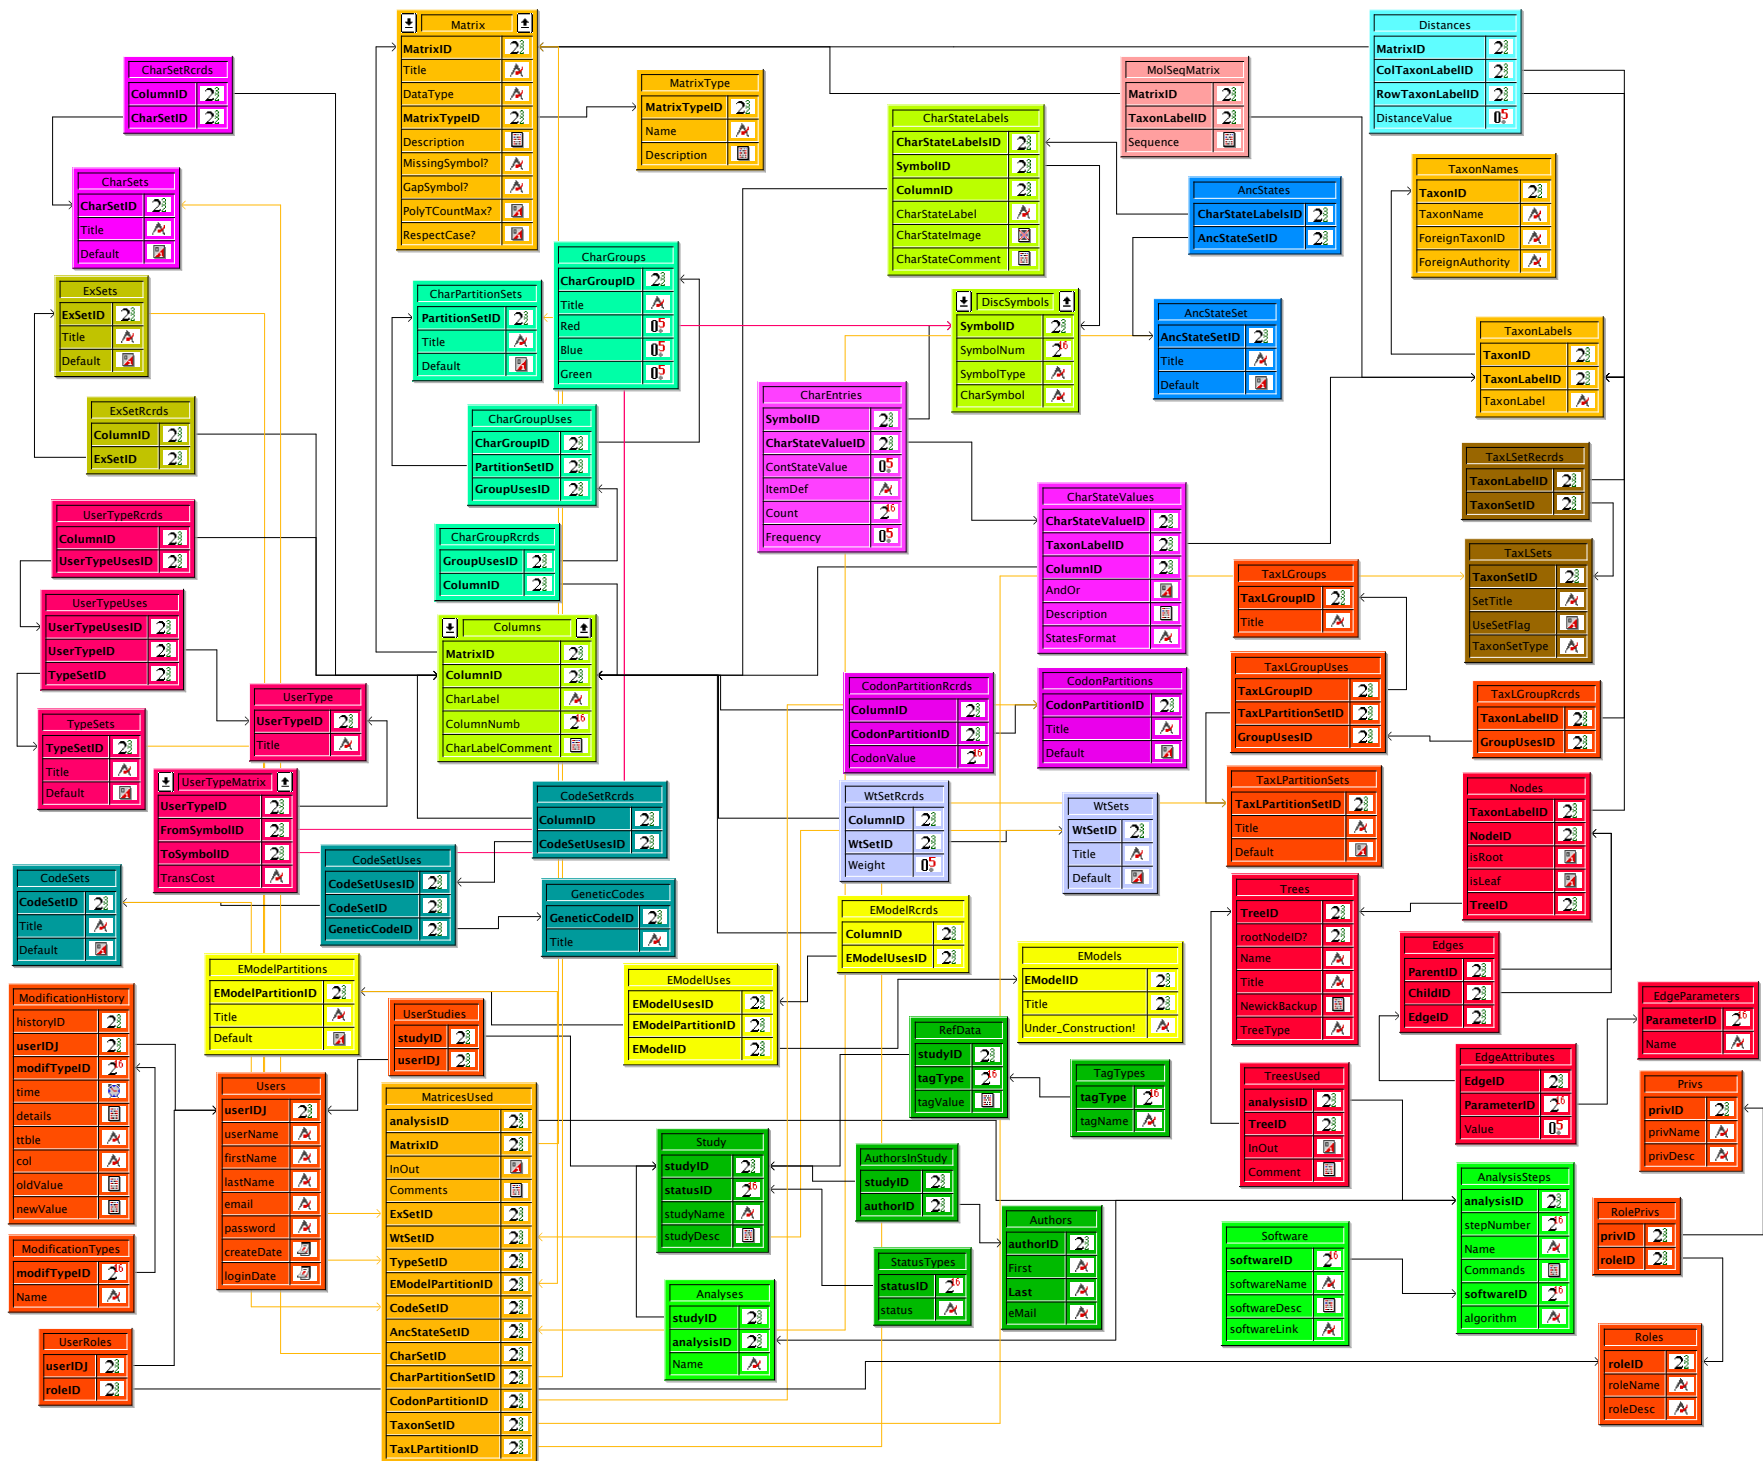 Matrix
MatrixID
Title
DataType
MatrixTypeID
Description
MissingSymbol?
GapSymbol?
PolyTCountMax?
RespectCase?
Distances
MatrixID
ColTaxonLabelID
RowTaxonLabelID
DistanceValue
CharSetRcrds
ColumnID
CharSetID
MatrixType
MatrixTypeID
Name
Description
MolSeqMatrix
MatrixID
TaxonLabelID
Sequence
CharStateLabels
CharStateLabelsID
SymbolID
ColumnID
CharStateLabel
CharStateImage
CharStateComment
TaxonNames
TaxonID
TaxonName
ForeignTaxonID
ForeignAuthority
CharSets
CharSetID
Title
Default
AncStates
CharStateLabelsID
AncStateSetID
CharGroups
CharGroupID
Title
Red
Blue
Green
ExSets
ExSetID
Title
Default
CharPartitionSets
PartitionSetID
Title
Default
DiscSymbols
SymbolID
SymbolNum
SymbolType
CharSymbol
AncStateSet
AncStateSetID
Title
Default
TaxonLabels
TaxonID
TaxonLabelID
TaxonLabel
CharEntries
SymbolID
CharStateValueID
ContStateValue
ItemDef
Count
Frequency
ExSetRcrds
ColumnID
ExSetID
CharGroupUses
CharGroupID
PartitionSetID
GroupUsesID
TaxLSetRecrds
TaxonLabelID
TaxonSetID
CharStateValues
CharStateValueID
TaxonLabelID
ColumnID
AndOr
Description
StatesFormat
UserTypeRcrds
ColumnID
UserTypeUsesID
CharGroupRcrds
GroupUsesID
ColumnID
TaxLSets
TaxonSetID
SetTitle
UseSetFlag
TaxonSetType
TaxLGroups
TaxLGroupID
Title
UserTypeUses
UserTypeUsesID
UserTypeID
TypeSetID
Columns
MatrixID
ColumnID
CharLabel
ColumnNumb
CharLabelComment
TaxLGroupUses
TaxLGroupID
TaxLPartitionSetID
GroupUsesID
CodonPartitionRcrds
ColumnID
CodonPartitionID
CodonValue
CodonPartitions
CodonPartitionID
Title
Default
TaxLGroupRcrds
TaxonLabelID
GroupUsesID
UserType
UserTypeID
Title
TypeSets
TypeSetID
Title
Default
UserTypeMatrix
UserTypeID
FromSymbolID
ToSymbolID
TransCost
TaxLPartitionSets
TaxLPartitionSetID
Title
Default
Nodes
TaxonLabelID
NodeID
isRoot
isLeaf
TreeID
CodeSetRcrds
ColumnID
CodeSetUsesID
WtSetRcrds
ColumnID
WtSetID
Weight
WtSets
WtSetID
Title
Default
CodeSetUses
CodeSetUsesID
CodeSetID
GeneticCodeID
CodeSets
CodeSetID
Title
Default
GeneticCodes
GeneticCodeID
Title
Trees
TreeID
rootNodeID?
Name
Title
NewickBackup
TreeType
EModelRcrds
ColumnID
EModelUsesID
Edges
ParentID
ChildID
EdgeID
EModels
EModelID
Title
Under_Construction!
EModelPartitions
EModelPartitionID
Title
Default
EModelUses
EModelUsesID
EModelPartitionID
EModelID
ModificationHistory
historyID
userIDJ
modifTypeID
time
details
ttble
col
oldValue
newValue
EdgeParameters
ParameterID
Name
UserStudies
studyID
userIDJ
RefData
studyID
tagType
tagValue
EdgeAttributes
EdgeID
ParameterID
Value
TagTypes
tagType
tagName
TreesUsed
analysisID
TreeID
InOut
Comment
Privs
privID
privName
privDesc
Users
userIDJ
userName
firstName
lastName
email
password
createDate
loginDate
MatricesUsed
analysisID
MatrixID
InOut
Comments
ExSetID
WtSetID
TypeSetID
EModelPartitionID
CodeSetID
AncStateSetID
CharSetID
CharPartitionSetID
CodonPartitionID
TaxonSetID
TaxLPartitionID
Study
studyID
statusID
studyName
studyDesc
AuthorsInStudy
studyID
authorID
AnalysisSteps
analysisID
stepNumber
Name
Commands
softwareID
algorithm
RolePrivs
privID
roleID
Authors
authorID
First
Last
eMail
Software
softwareID
softwareName
softwareDesc
softwareLink
ModificationTypes
modifTypeID
Name
StatusTypes
statusID
status
Analyses
studyID
analysisID
Name
UserRoles
userIDJ
roleID
Roles
roleID
roleName
roleDesc